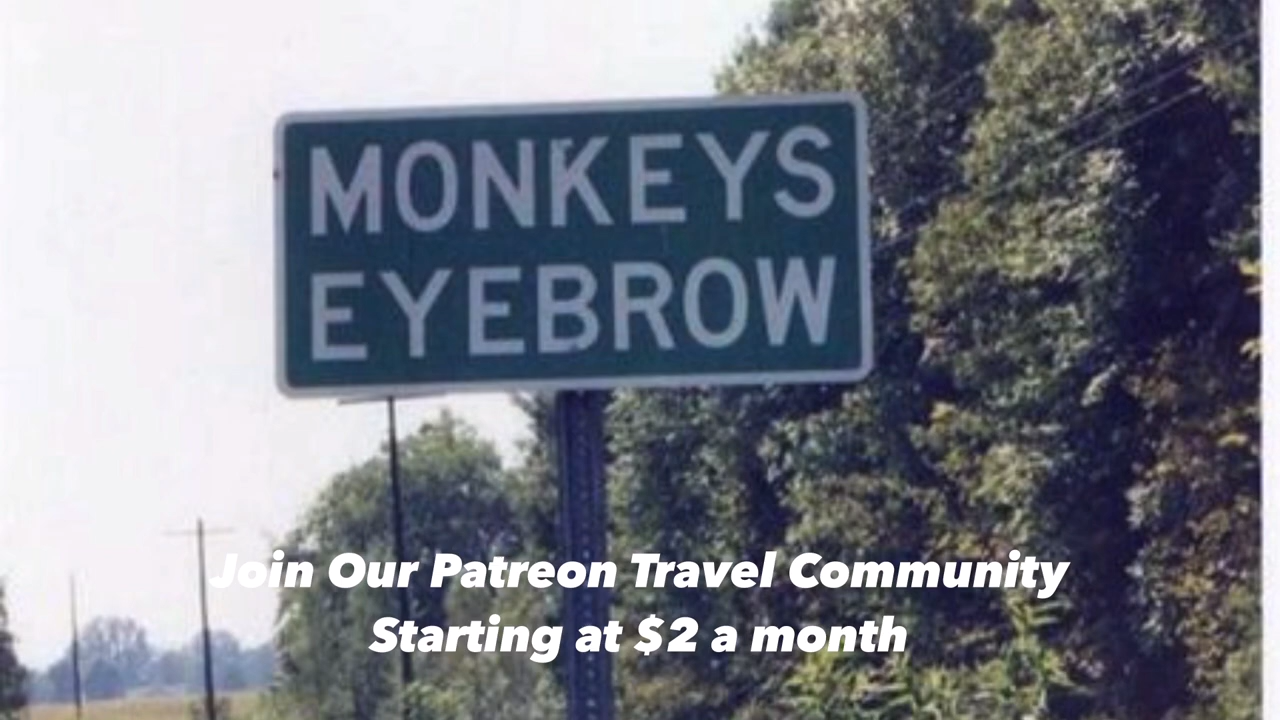 MONKEYS
EYEBROW
Join Our Patreon Travel Community
Starting at $2 a month